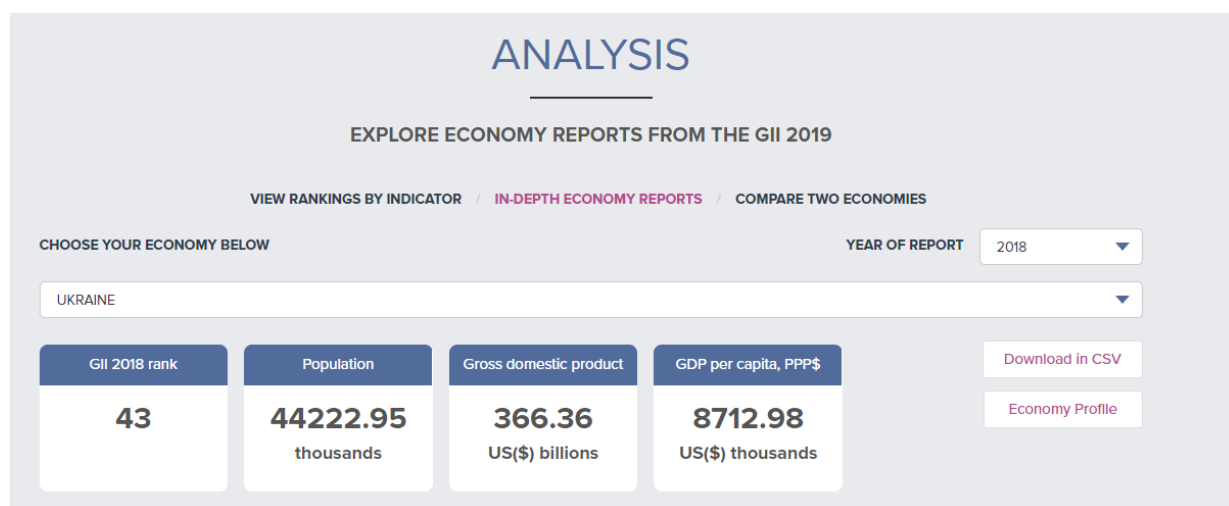 ANALYSIS
EXPLORE ECONOMY REPORTS FROM THE GII 2019
VIEW RANKINGS BY INDICATOR / IN-DEPTH ECONOMY REPORTS / COMPARE TWO ECONOMIES
CHOOSE YOUR ECONOMY BELOW YEAR OF REPORT 2018
UKRAINE
GII 2018 rank Population Gross domestic product GDP per capita, PPP$ Download in CSV
43 44222.95 366.36 8712.98 Economy Profile
thousands US($) billions US($) thousands